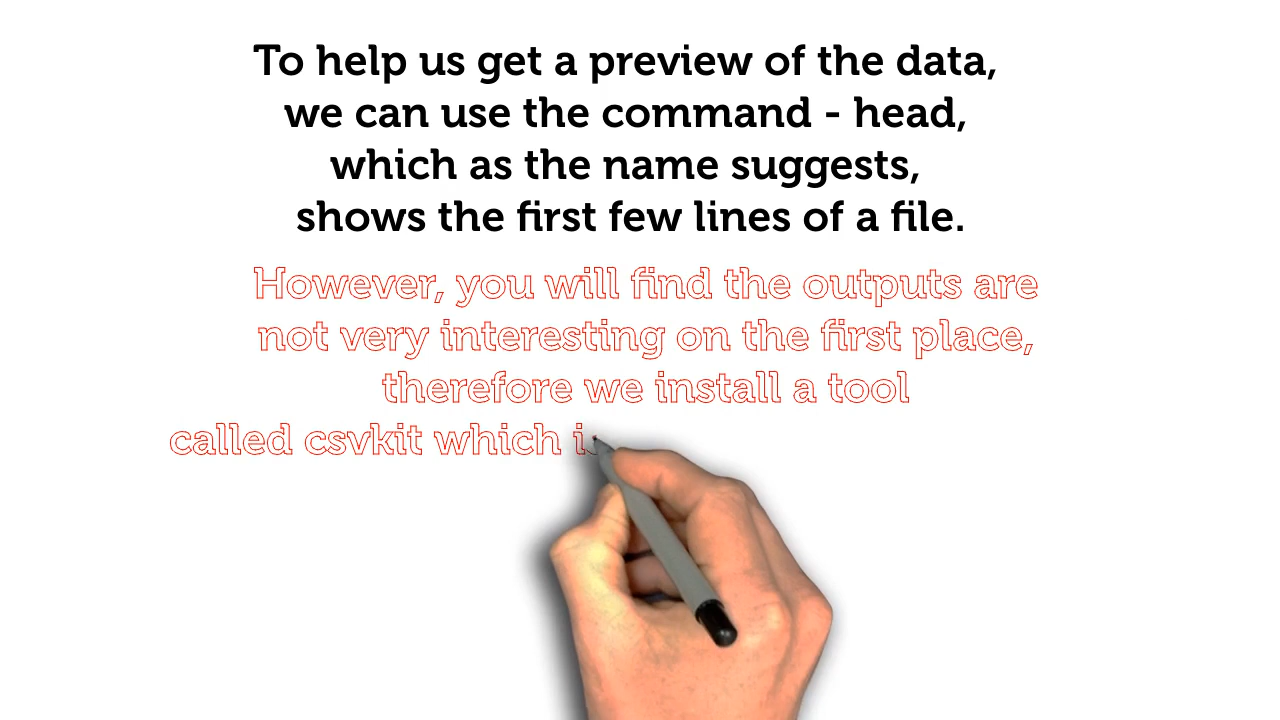 To help us get a preview of the data,
we can use the command - head,
which as the name suggests,
shows the first few lines of a file.
However, you will find the outputs are
not very interesting on the first place,
therefore we install a tool
called csvkit which